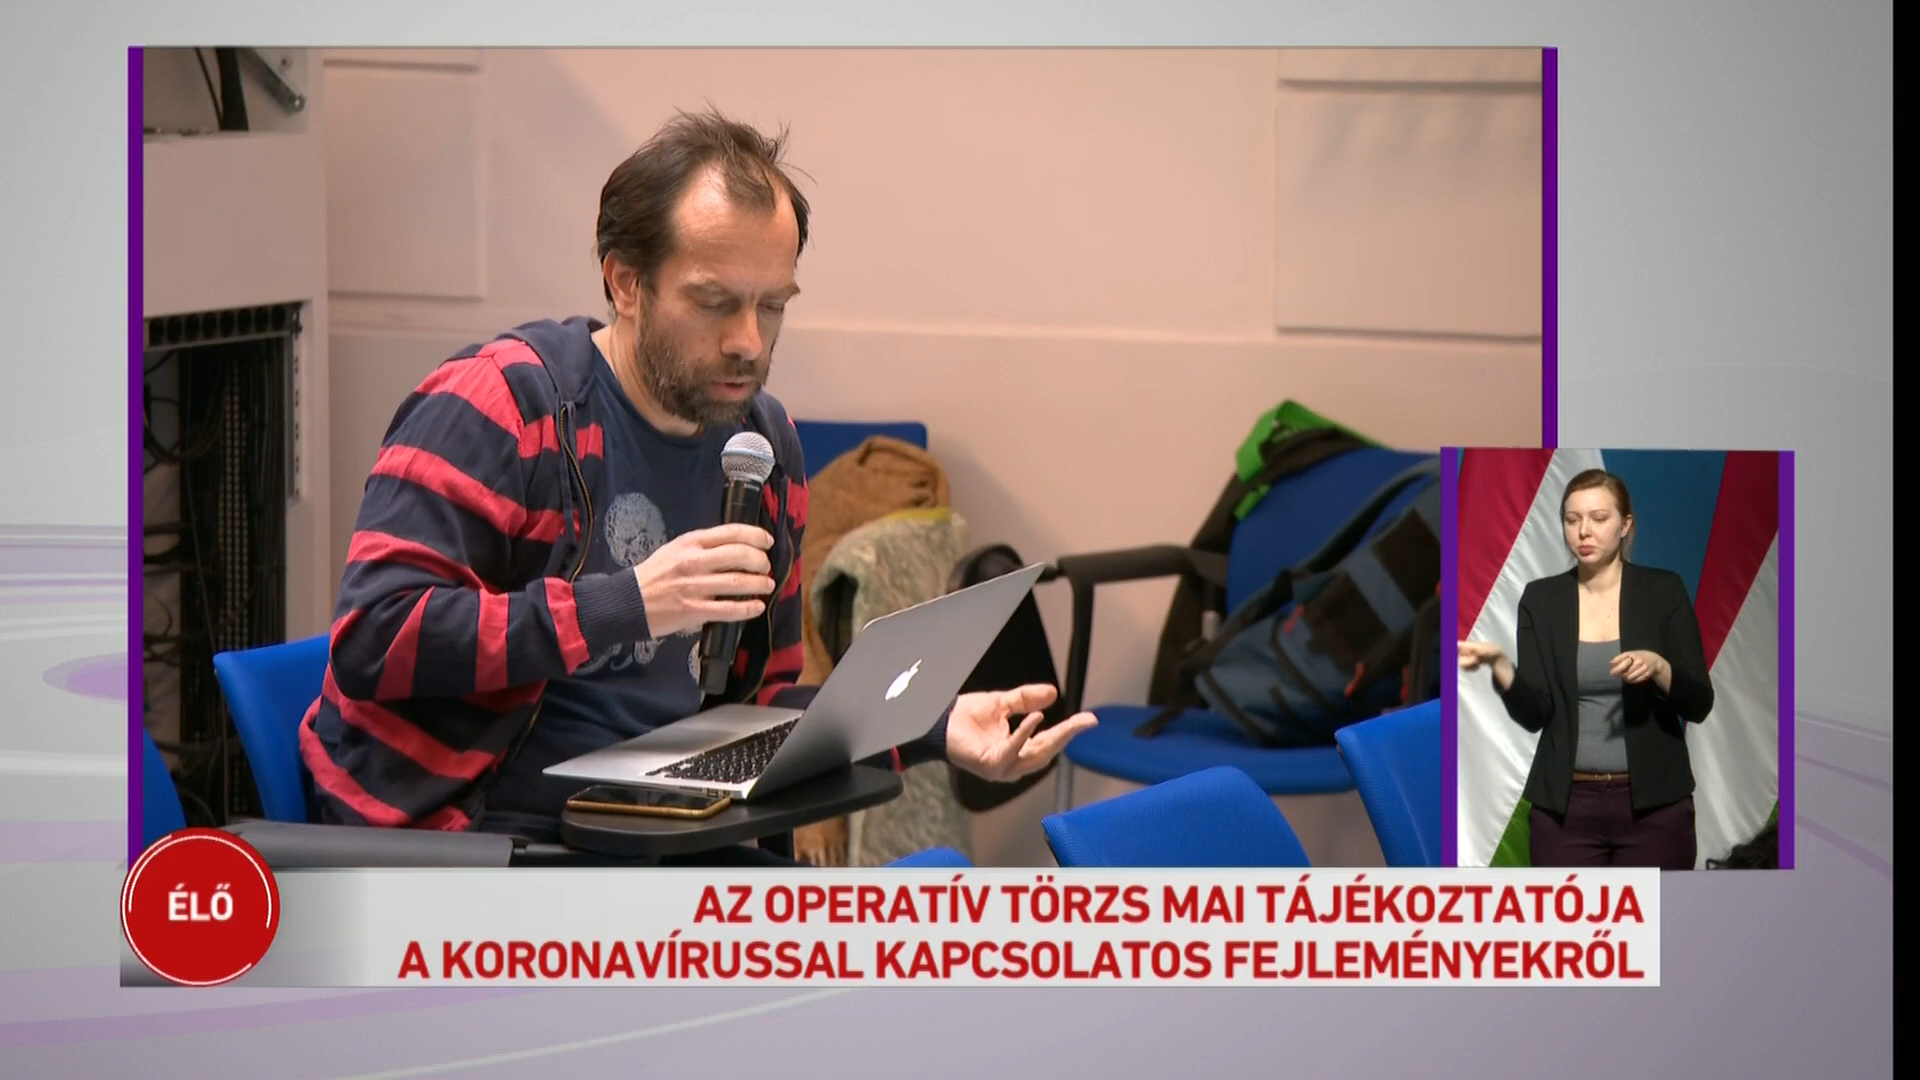 ÉLŐ
AZ OPERATÍV TÖRZS MAI TÁJÉKOZTATÓJA
A KORONAVÍRUSSAL KAPCSOLATOS FEJLEMÉNYEKRŐL